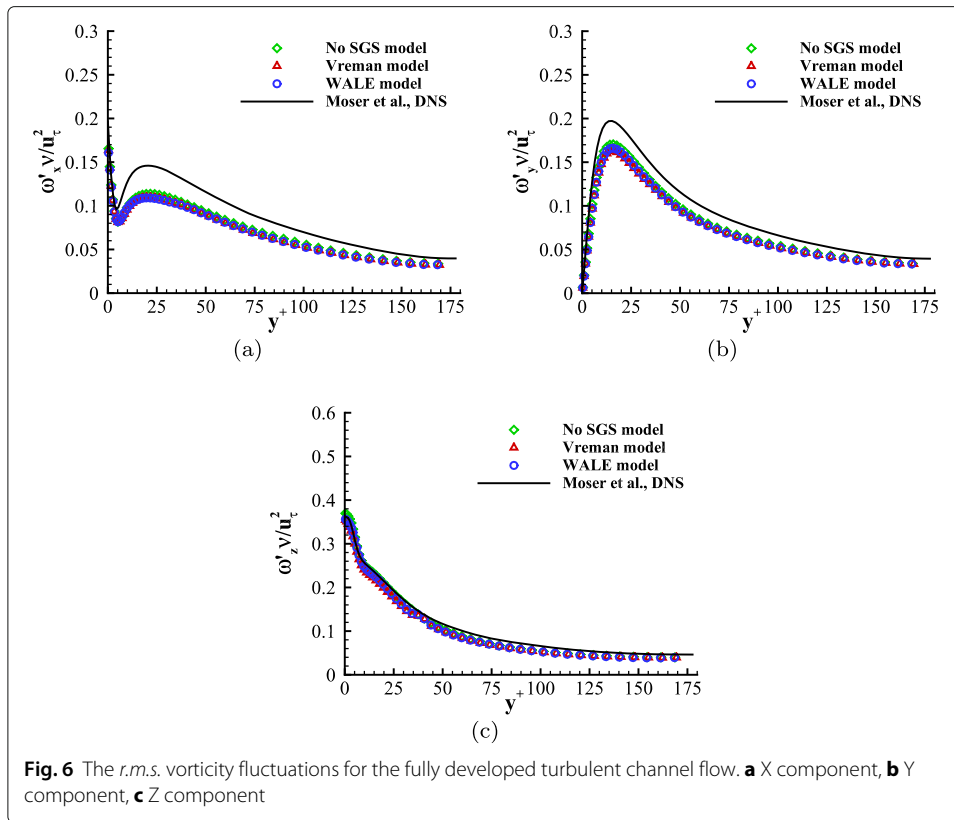 0.3
0.25
0.2
0.15
0.1
0.05
0
ω'ₓν/u²_τ
No SGS model
Vreman model
WALE model
Moser et al., DNS
0 25 50 75 100 125 150 175
y⁺
(a)
0.3
0.25
0.2
0.15
0.1
0.05
0
ω'_yν/u²_τ
No SGS model
Vreman model
WALE model
Moser et al., DNS
0 25 50 75 100 125 150 175
y⁺
(b)
0.6
0.5
0.4
0.3
0.2
0.1
0
ω'_zν/u²_τ
No SGS model
Vreman model
WALE model
Moser et al., DNS
0 25 50 75 100 125 150 175
y⁺
(c)
Fig. 6 The r.m.s. vorticity fluctuations for the fully developed turbulent channel flow. a X component, b Y
component, c Z component